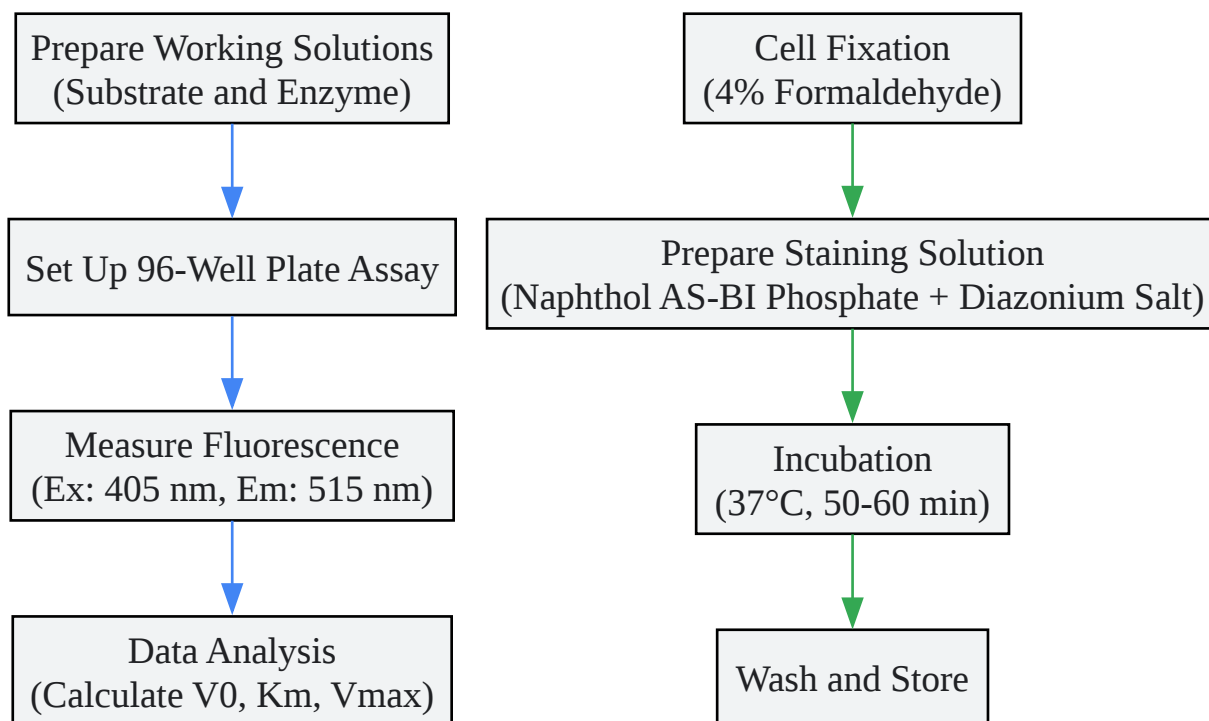 Prepare Working Solutions
(Substrate and Enzyme)
Set Up 96-Well Plate Assay
Measure Fluorescence
(Ex: 405 nm, Em: 515 nm)
Data Analysis
(Calculate V0, Km, Vmax)
Cell Fixation
(4% Formaldehyde)
Prepare Staining Solution
(Naphthol AS-BI Phosphate + Diazonium Salt)
Incubation
(37°C, 50-60 min)
Wash and Store